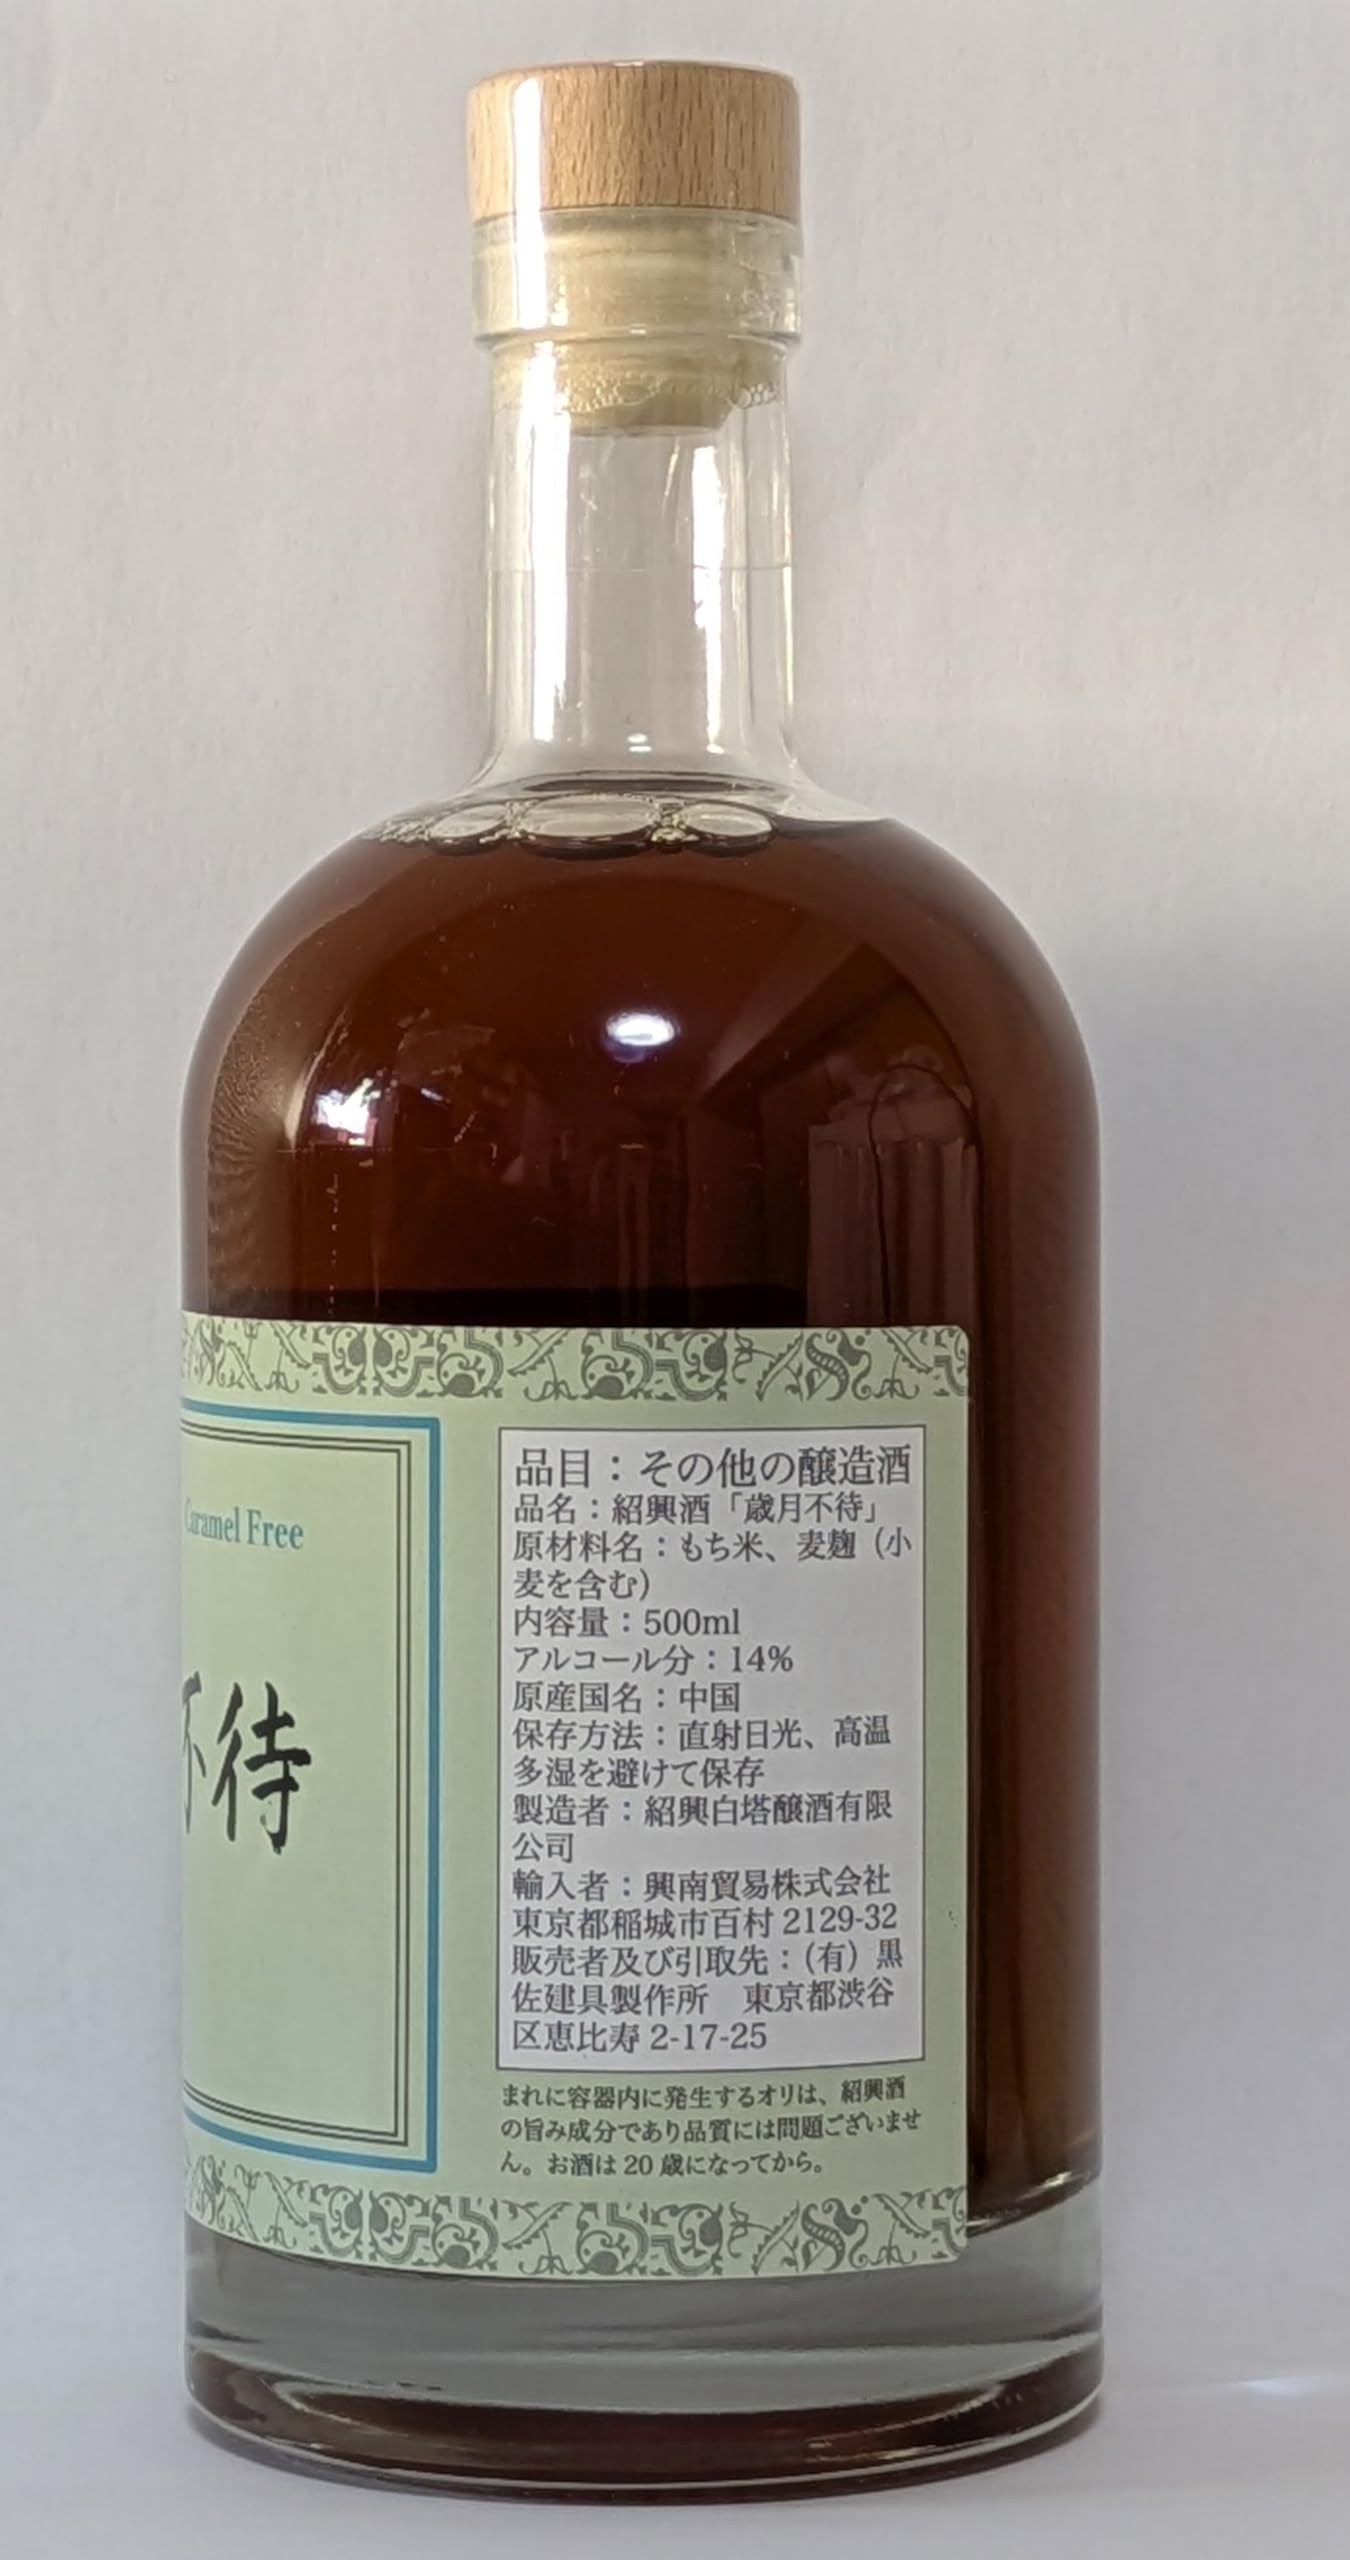 Caramel Free
不待
品目：その他の醸造酒
品名：紹興酒「歳月不待」
原材料名：もち米、麦麹（小
麦を含む）
内容量：500ml
アルコール分：14%
原産国名：中国
保存方法：直射日光、高温
多湿を避けて保存
製造者：紹興白塔醸酒有限
公司
輸入者：興南貿易株式会社
東京都稲城市百村 2129-32
販売者及び引取先：（有）黒
佐建具製作所　東京都渋谷
区恵比寿 2-17-25
まれに容器内に発生するオリは、紹興酒
の旨み成分であり品質には問題ございませ
ん。お酒は 20 歳になってから。